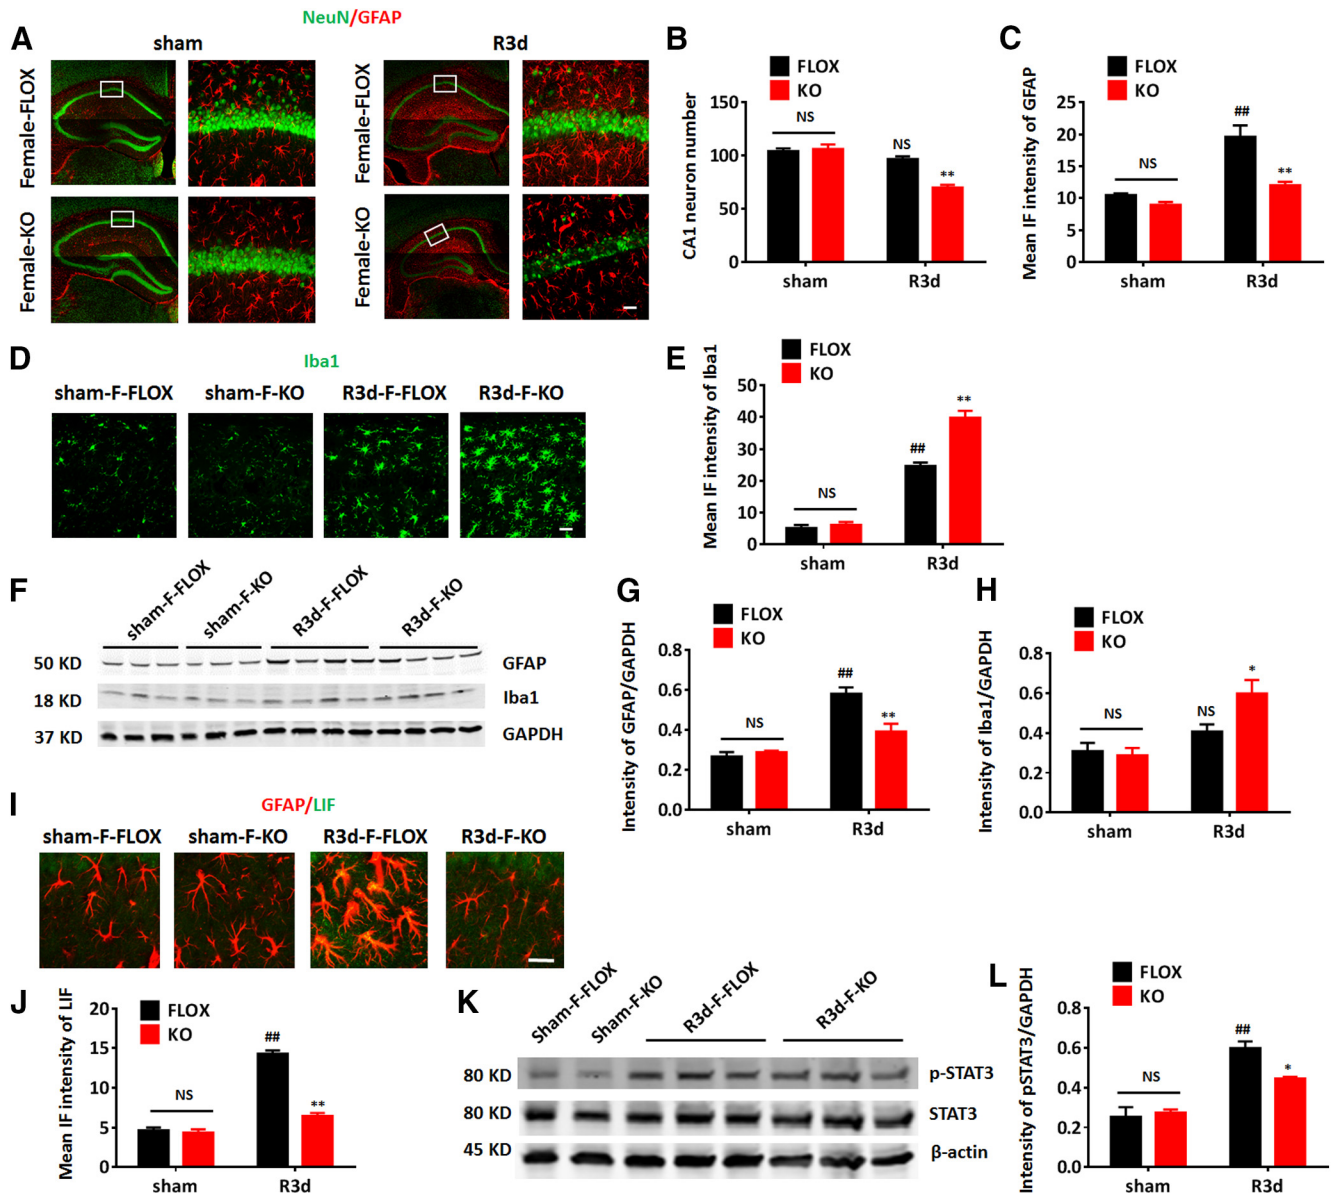 NeuN/GFAP
A
sham
R3d
Female-FLOX
Female-KO
Female-FLOX
Female-KO
B
FLOX
KO
CA1 neuron number
150
100
50
0
NS
NS
**
sham
R3d
C
FLOX
KO
Mean IF intensity of GFAP
25
20
15
10
5
0
NS
##
**
sham
R3d
D
Iba1
sham-F-FLOX
sham-F-KO
R3d-F-FLOX
R3d-F-KO
E
FLOX
KO
Mean IF intensity of Iba1
50
40
30
20
10
0
NS
##
**
sham
R3d
F
sham-F-FLOX
sham-F-KO
R3d-F-FLOX
R3d-F-KO
50 KD
GFAP
18 KD
Iba1
37 KD
GAPDH
G
FLOX
KO
Intensity of GFAP/GAPDH
0.8
0.6
0.4
0.2
0.0
NS
##
**
sham
R3d
H
FLOX
KO
Intensity of Iba1/GAPDH
0.8
0.6
0.4
0.2
0.0
NS
NS
*
sham
R3d
I
GFAP/LIF
sham-F-FLOX
sham-F-KO
R3d-F-FLOX
R3d-F-KO
J
FLOX
KO
Mean IF intensity of LIF
20
15
10
5
0
NS
##
**
sham
R3d
K
Sham-F-FLOX
Sham-F-KO
R3d-F-FLOX
R3d-F-KO
80 KD
p-STAT3
80 KD
STAT3
45 KD
β-actin
L
FLOX
KO
Intensity of pSTAT3/GAPDH
0.8
0.6
0.4
0.2
0.0
NS
##
*
sham
R3d